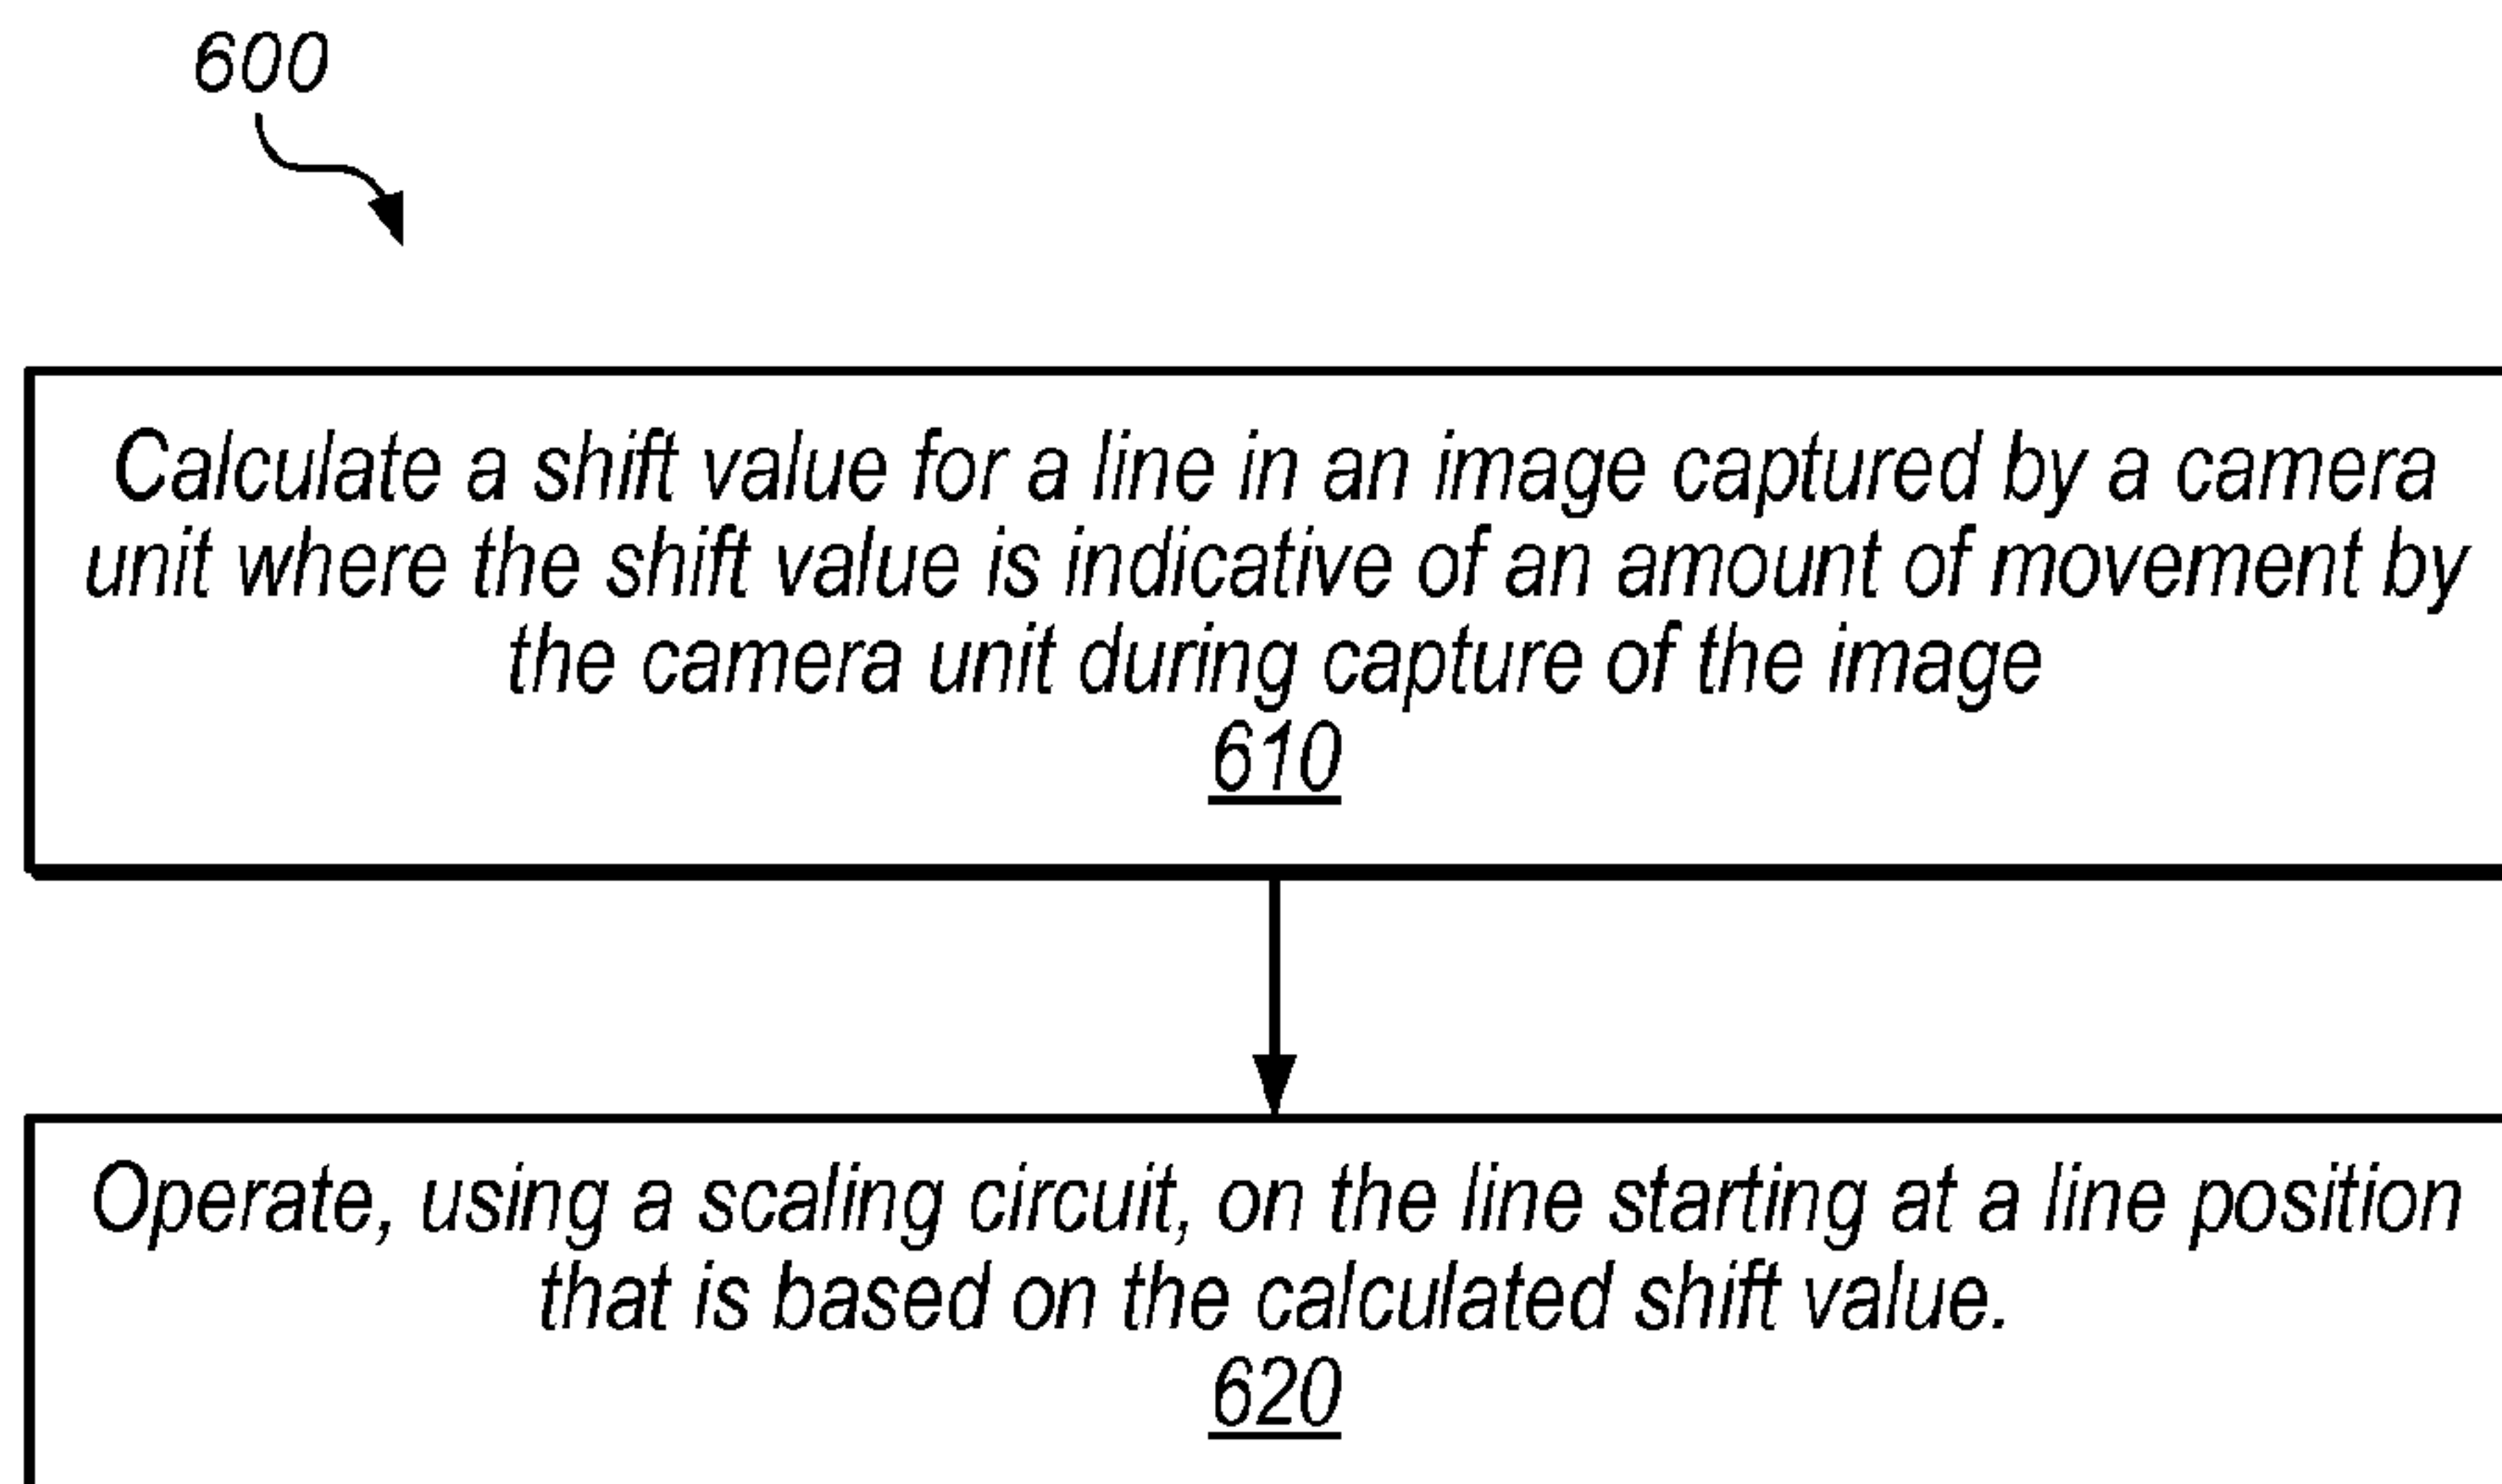 600
Calculate a shift value for a line in an image captured by a camera
unit where the shift value is indicative of an amount of movement by
the camera unit during capture of the image
610
Operate, using a scaling circuit, on the line starting at a line position
that is based on the calculated shift value.
620